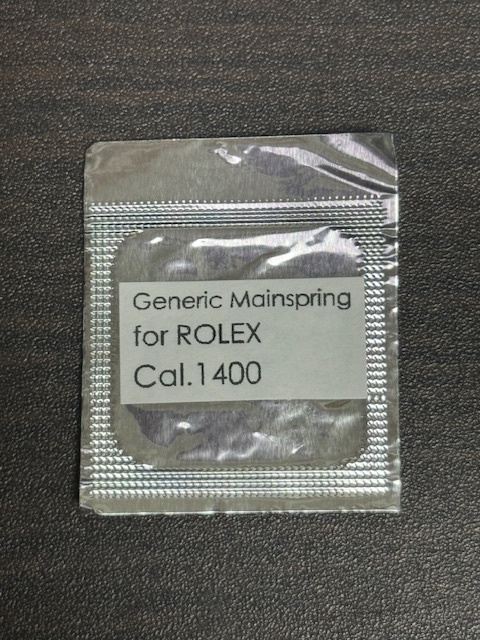 Generic Mainspring
for ROLEX
Cal.1400